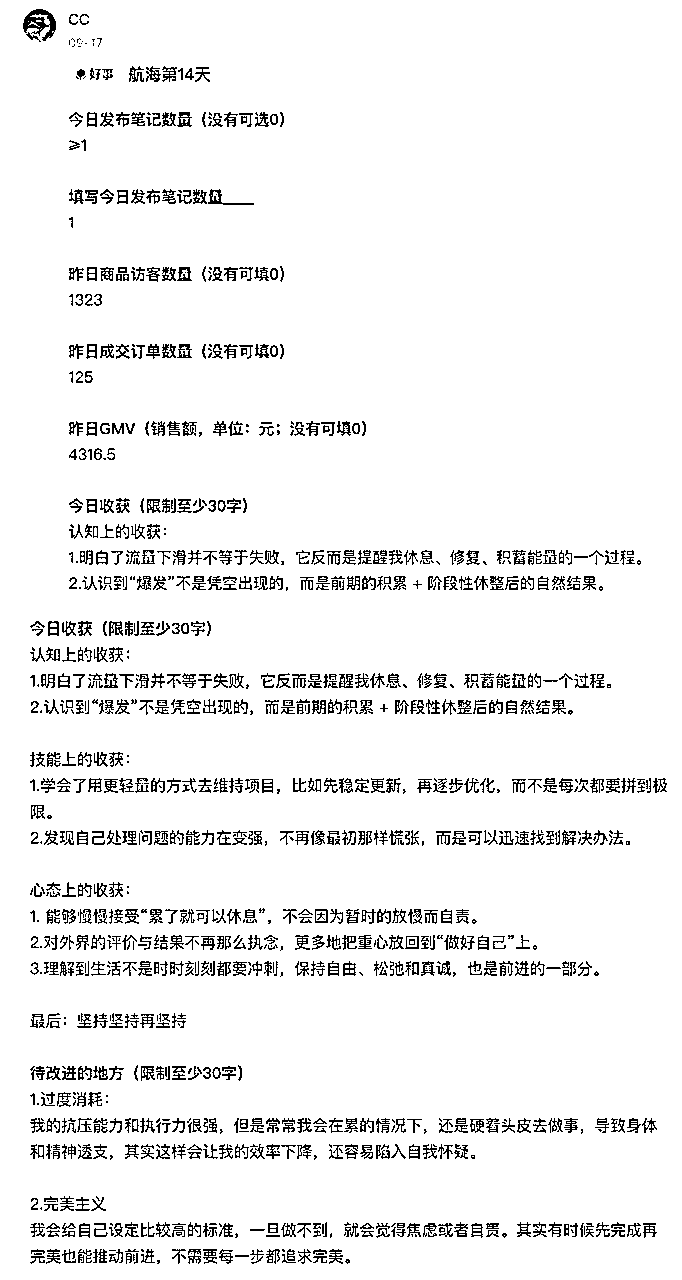 CC
09-17
好事 航海第14天
今日发布笔记数量（没有可选0）
≥1
填写今日发布笔记数量____
1
昨日商品访客数量（没有可填0）
1323
昨日成交订单数量（没有可填0）
125
昨日GMV（销售额，单位：元；没有可填0）
4316.5
今日收获（限制至少30字）
认知上的收获：
1.明白了流量下滑并不等于失败，它反而是提醒我休息、修复、积蓄能量的一个过程。
2.认识到“爆发”不是凭空出现的，而是前期的积累 + 阶段性休整后的自然结果。
今日收获（限制至少30字）
认知上的收获：
1.明白了流量下滑并不等于失败，它反而是提醒我休息、修复、积蓄能量的一个过程。
2.认识到“爆发”不是凭空出现的，而是前期的积累 + 阶段性休整后的自然结果。
技能上的收获：
1.学会了用更轻量的方式去维持项目，比如先稳定更新，再逐步优化，而不是每次都要拼到极
限。
2.发现自己处理问题的能力在变强，不再像最初那样慌张，而是可以迅速找到解决办法。
心态上的收获：
1. 能够慢慢接受“累了就可以休息”，不会因为暂时的放慢而自责。
2.对外界的评价与结果不再那么执念，更多地把重心放回到“做好自己”上。
3.理解到生活不是时时刻刻都要冲刺，保持自由、松弛和真诚，也是前进的一部分。
最后：坚持坚持再坚持
待改进的地方（限制至少30字）
1.过度消耗：
我的抗压能力和执行力很强，但是常常我会在累的情况下，还是硬着头皮去做事，导致身体
和精神透支，其实这样会让我的效率下降，还容易陷入自我怀疑。
2.完美主义
我会给自己设定比较高的标准，一旦做不到，就会觉得焦虑或者自责。其实有时候先完成再
完美也能推动前进，不需要每一步都追求完美。